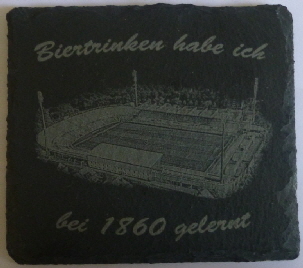 Biertrinken habe ich
bei 1860 gelernt